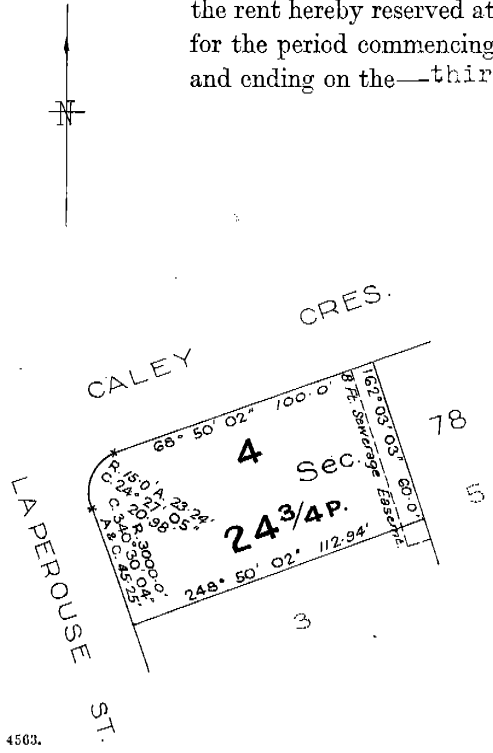 the rent hereby reserved at
for the period commencing
and ending on the—thir
N
CALEY CRES.
68° 50' 02" 100·0'
4
Sec. 78
24 3/4 P.
R. 15·0' A. 23·24'
C. 24° 27' 05"
20·98'
R. 3000·0'
C. 340° 30' 04"
A & C. 45·25'
248° 50' 02" 112·94'
8 Ft. Sewerage Easemt.
162° 03' 03" 60·0'
5
3
LA PEROUSE ST.
4563.